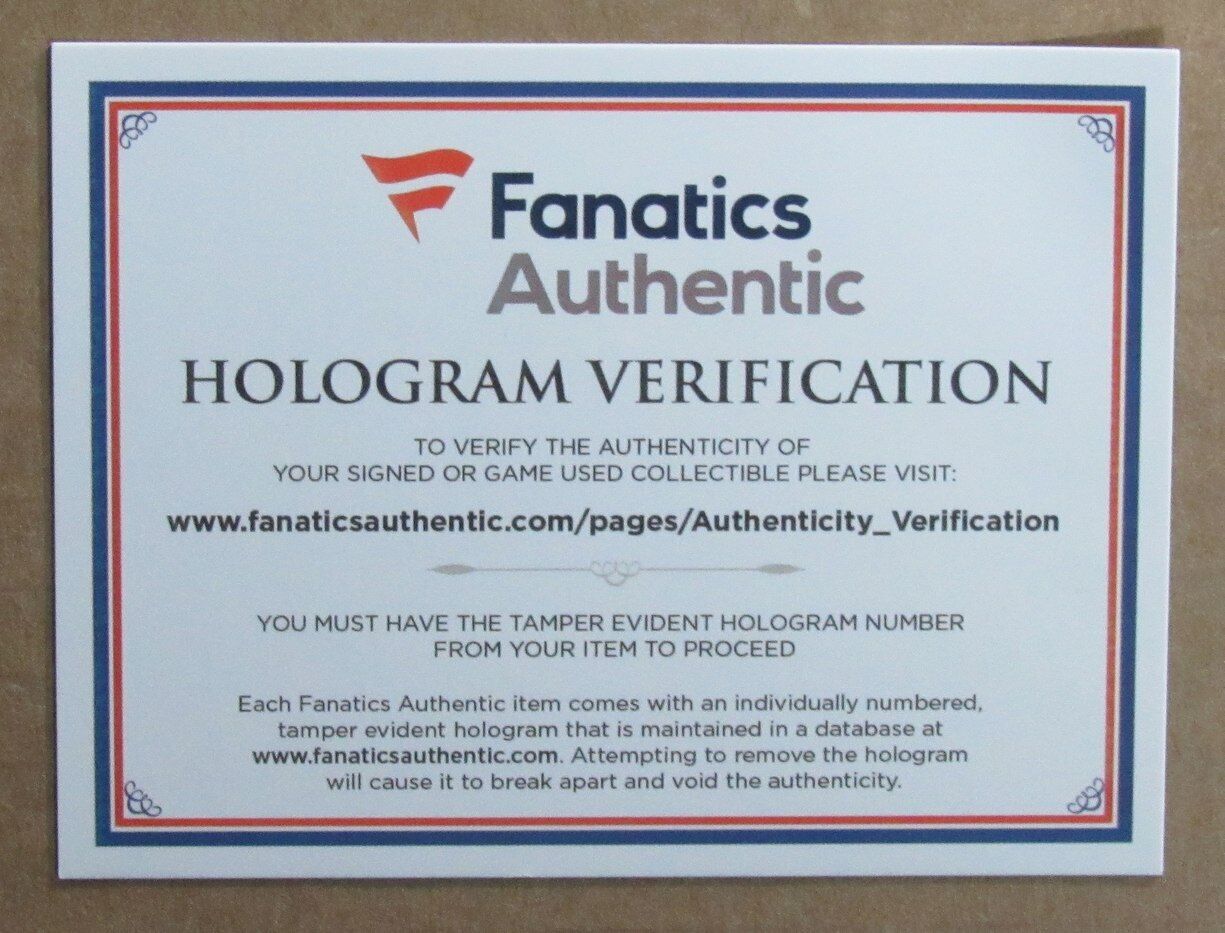 Fanatics
Authentic
HOLOGRAM VERIFICATION
TO VERIFY THE AUTHENTICITY OF
YOUR SIGNED OR GAME USED COLLECTIBLE PLEASE VISIT:
www.fanaticsauthentic.com/pages/Authenticity_Verification
YOU MUST HAVE THE TAMPER EVIDENT HOLOGRAM NUMBER
FROM YOUR ITEM TO PROCEED
Each Fanatics Authentic item comes with an individually numbered,
tamper evident hologram that is maintained in a database at
www.fanaticsauthentic.com. Attempting to remove the hologram
will cause it to break apart and void the authenticity.